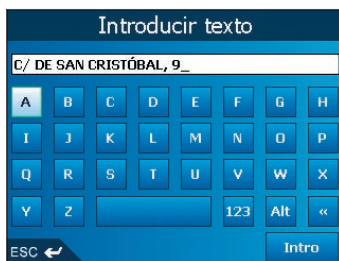 Introducir texto
C/ DE SAN CRISTÓBAL, 9_
A B C D E F G H
I J K L M N O P
Q R S T U V W X
Y Z 123 Alt «
ESC Intro